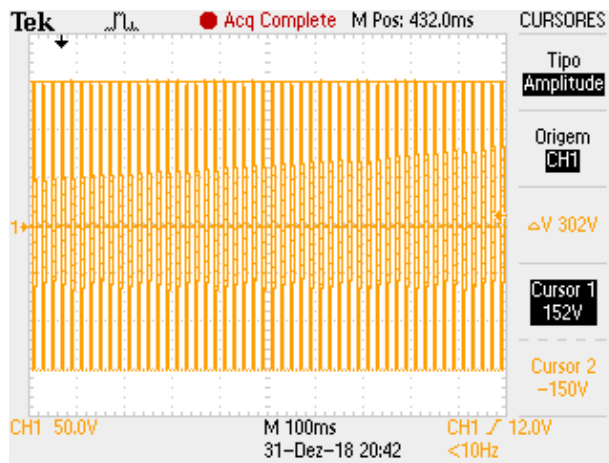 Tek Acq Complete M Pos: 432.0ms CURSORES
Tipo
Amplitude
Origem
CH1
1 △V 302V
Cursor 1
152V
Cursor 2
-150V
CH1 50.0V M 100ms CH1 12.0V
31-Dez-18 20:42 <10Hz